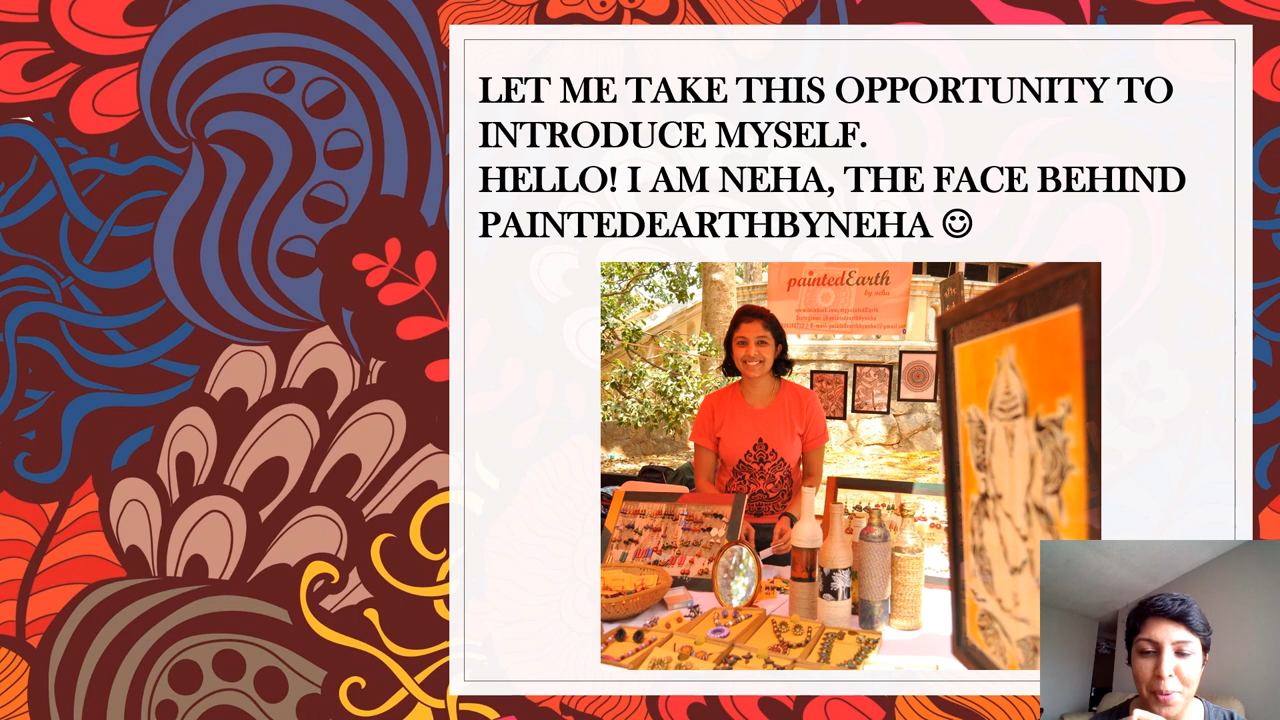 LET ME TAKE THIS OPPORTUNITY TO
INTRODUCE MYSELF.
HELLO! I AM NEHA, THE FACE BEHIND
PAINTEDEARTHBYNEHA ☺
paintedEarth
by neha